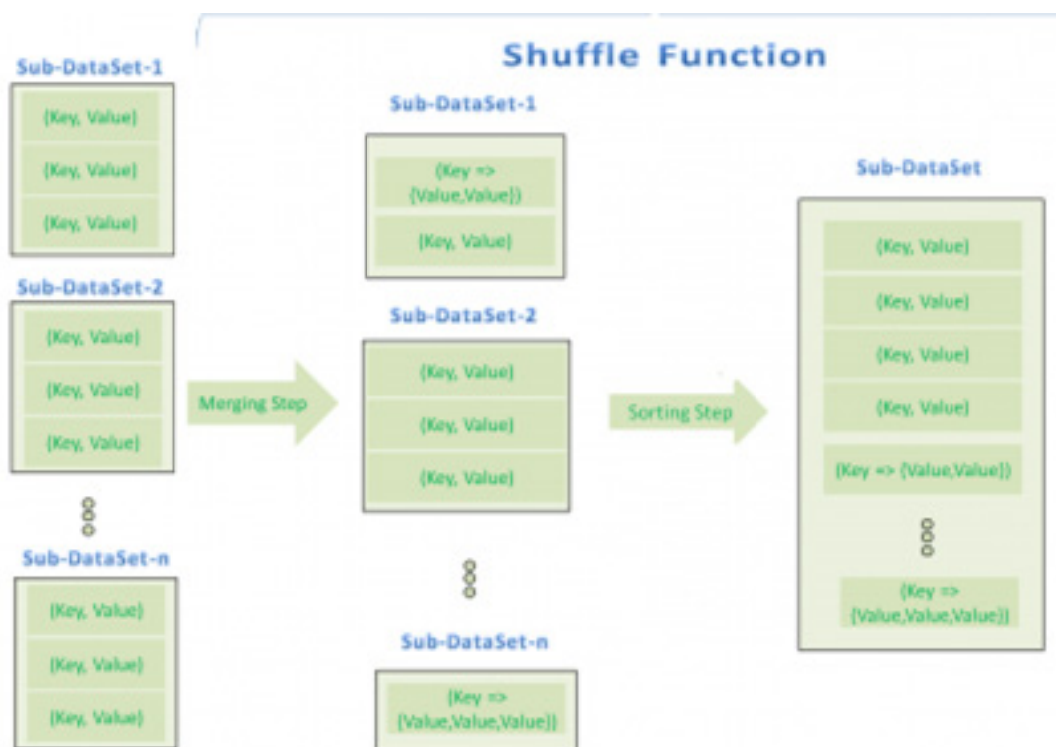 Shuffle Function
Sub-DataSet-1
(Key, Value)
(Key, Value)
(Key, Value)
Sub-DataSet-2
(Key, Value)
(Key, Value)
(Key, Value)
Sub-DataSet-n
(Key, Value)
(Key, Value)
(Key, Value)
Merging Step
Sub-DataSet-1
(Key =>
{Value,Value})
(Key, Value)
Sub-DataSet-2
(Key, Value)
(Key, Value)
(Key, Value)
Sub-DataSet-n
(Key =>
{Value,Value,Value})
Sorting Step
Sub-DataSet
(Key, Value)
(Key, Value)
(Key, Value)
(Key, Value)
(Key => {Value,Value})
(Key =>
{Value,Value,Value})